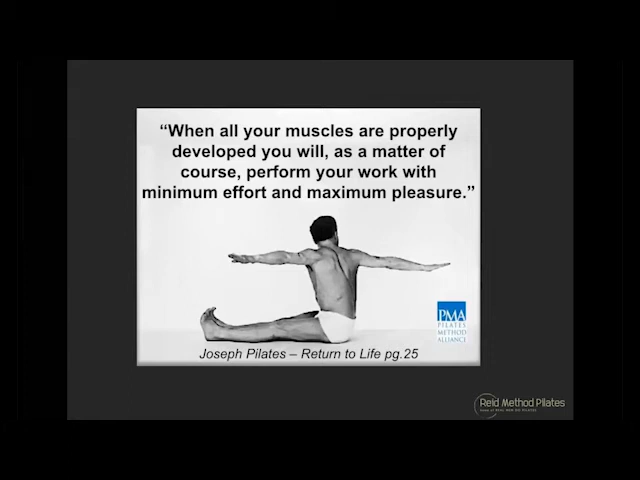 “When all your muscles are properly
developed you will, as a matter of
course, perform your work with
minimum effort and maximum pleasure.”
PMA
PILATES
METHOD
ALLIANCE
Joseph Pilates – Return to Life pg.25
Reid Method Pilates